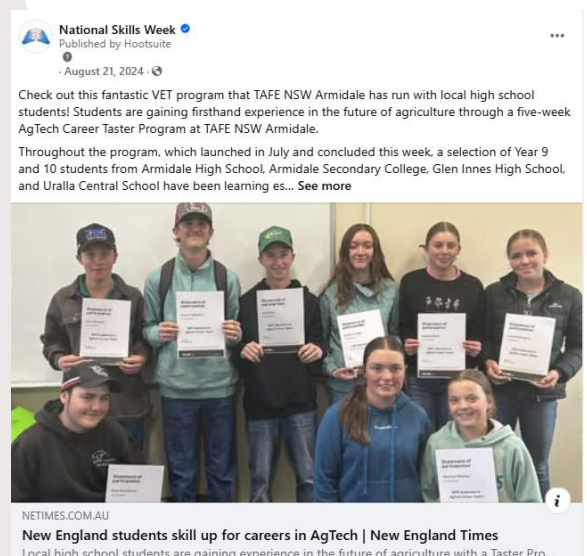 National Skills Week
Published by Hootsuite
· August 21, 2024 ·
Check out this fantastic VET program that TAFE NSW Armidale has run with local high school
students! Students are gaining firsthand experience in the future of agriculture through a five-week
AgTech Career Taster Program at TAFE NSW Armidale.
Throughout the program, which launched in July and concluded this week, a selection of Year 9
and 10 students from Armidale High School, Armidale Secondary College, Glen Innes High School,
and Uralla Central School have been learning es... See more
Statement of
participation
NETIMES.COM.AU
New England students skill up for careers in AgTech | New England Times
Local high school students are gaining experience in the future of agriculture with a Taster Pro